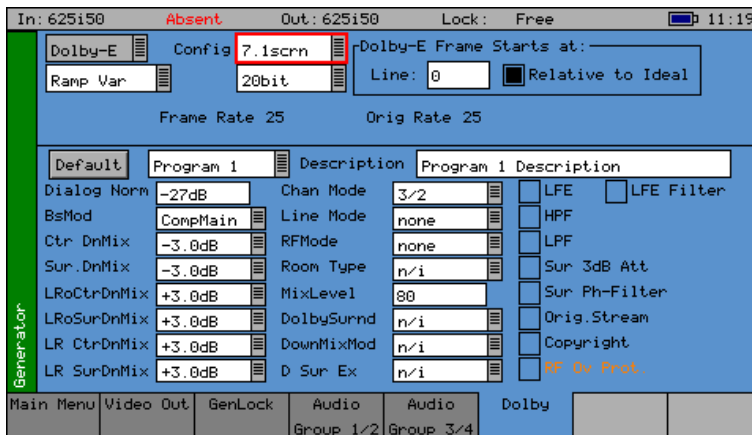 In: 625i50 Absent Out: 625i50 Lock: Free 11:19
Dolby-E Config 7.1scrn Dolby-E Frame Starts at:
Ramp Var 20bit Line: 0 Relative to Ideal
Frame Rate 25 Orig Rate 25
Default Program 1 Description Program 1 Description
Dialog Norm -27dB Chan Mode 3/2 LFE LFE Filter
BsMod CompMain Line Mode none HPF
Ctr DnMix -3.0dB RFMode none LPF
Sur.DnMix -3.0dB Room Type n/i Sur 3dB Att
LRoCtrDnMix +3.0dB MixLevel 80 Sur Ph-Filter
LRoSurDnMix +3.0dB DolbySurnd n/i Orig.Stream
LR CtrDnMix +3.0dB DownMixMod n/i Copyright
LR SurDnMix +3.0dB D Sur Ex n/i RF Ov Prot.
Generator
Main Menu Video Out GenLock Audio Group 1/2 Audio Group 3/4 Dolby